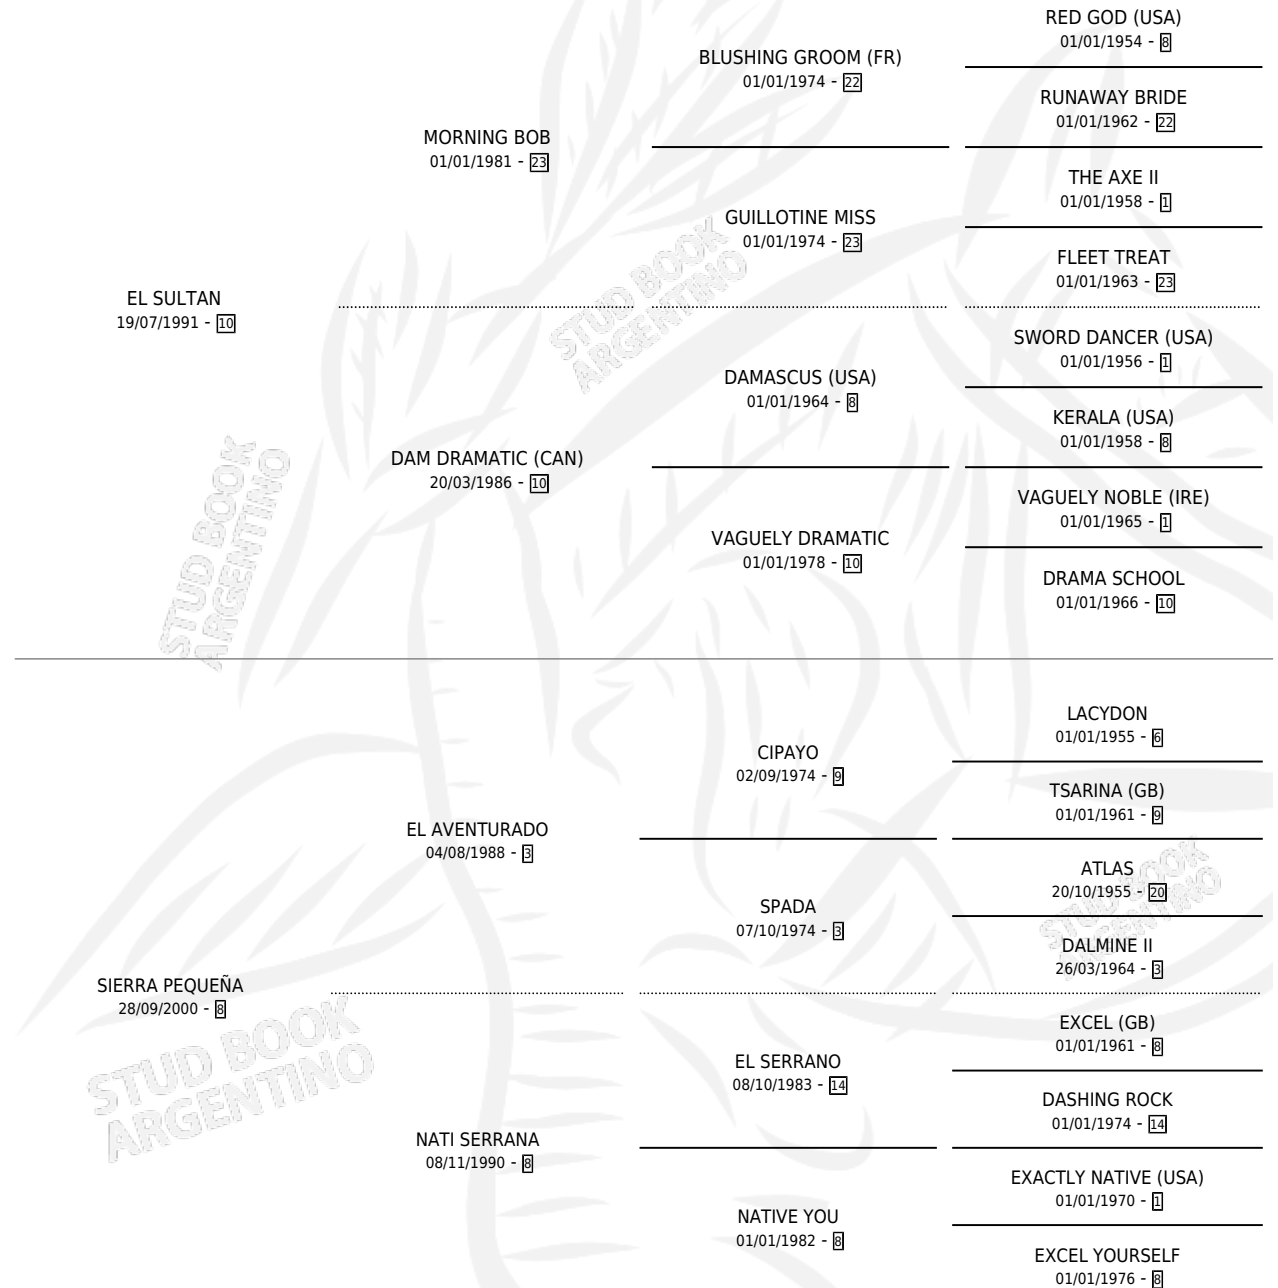 RED GOD (USA)
01/01/1954 - 8
BLUSHING GROOM (FR)
01/01/1974 - 22
RUNAWAY BRIDE
01/01/1962 - 22
MORNING BOB
01/01/1981 - 23
THE AXE II
01/01/1958 - 1
GUILLOTINE MISS
01/01/1974 - 23
FLEET TREAT
01/01/1963 - 23
EL SULTAN
19/07/1991 - 10
STUD BOOK
ARGENTINO
SWORD DANCER (USA)
01/01/1956 - 1
DAMASCUS (USA)
01/01/1964 - 8
KERALA (USA)
01/01/1958 - 8
DAM DRAMATIC (CAN)
20/03/1986 - 10
VAGUELY NOBLE (IRE)
01/01/1965 - 1
VAGUELY DRAMATIC
01/01/1978 - 10
DRAMA SCHOOL
01/01/1966 - 10
STUD BOOK
ARGENTINO
LACYDON
01/01/1955 - 6
CIPAYO
02/09/1974 - 9
TSARINA (GB)
01/01/1961 - 9
EL AVENTURADO
04/08/1988 - 3
ATLAS
20/10/1955 - 20
SPADA
07/10/1974 - 3
STUD BOOK
ARGENTINO
DALMINE II
26/03/1964 - 3
SIERRA PEQUEÑA
28/09/2000 - 8
STUD BOOK
ARGENTINO
EXCEL (GB)
01/01/1961 - 8
EL SERRANO
08/10/1983 - 14
DASHING ROCK
01/01/1974 - 14
NATI SERRANA
08/11/1990 - 8
EXACTLY NATIVE (USA)
01/01/1970 - 1
NATIVE YOU
01/01/1982 - 8
EXCEL YOURSELF
01/01/1976 - 8